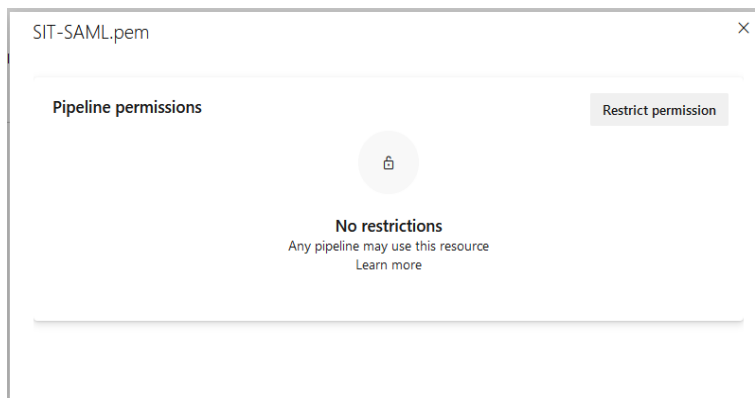 SIT-SAML.pem
Pipeline permissions
Restrict permission
No restrictions
Any pipeline may use this resource
Learn more